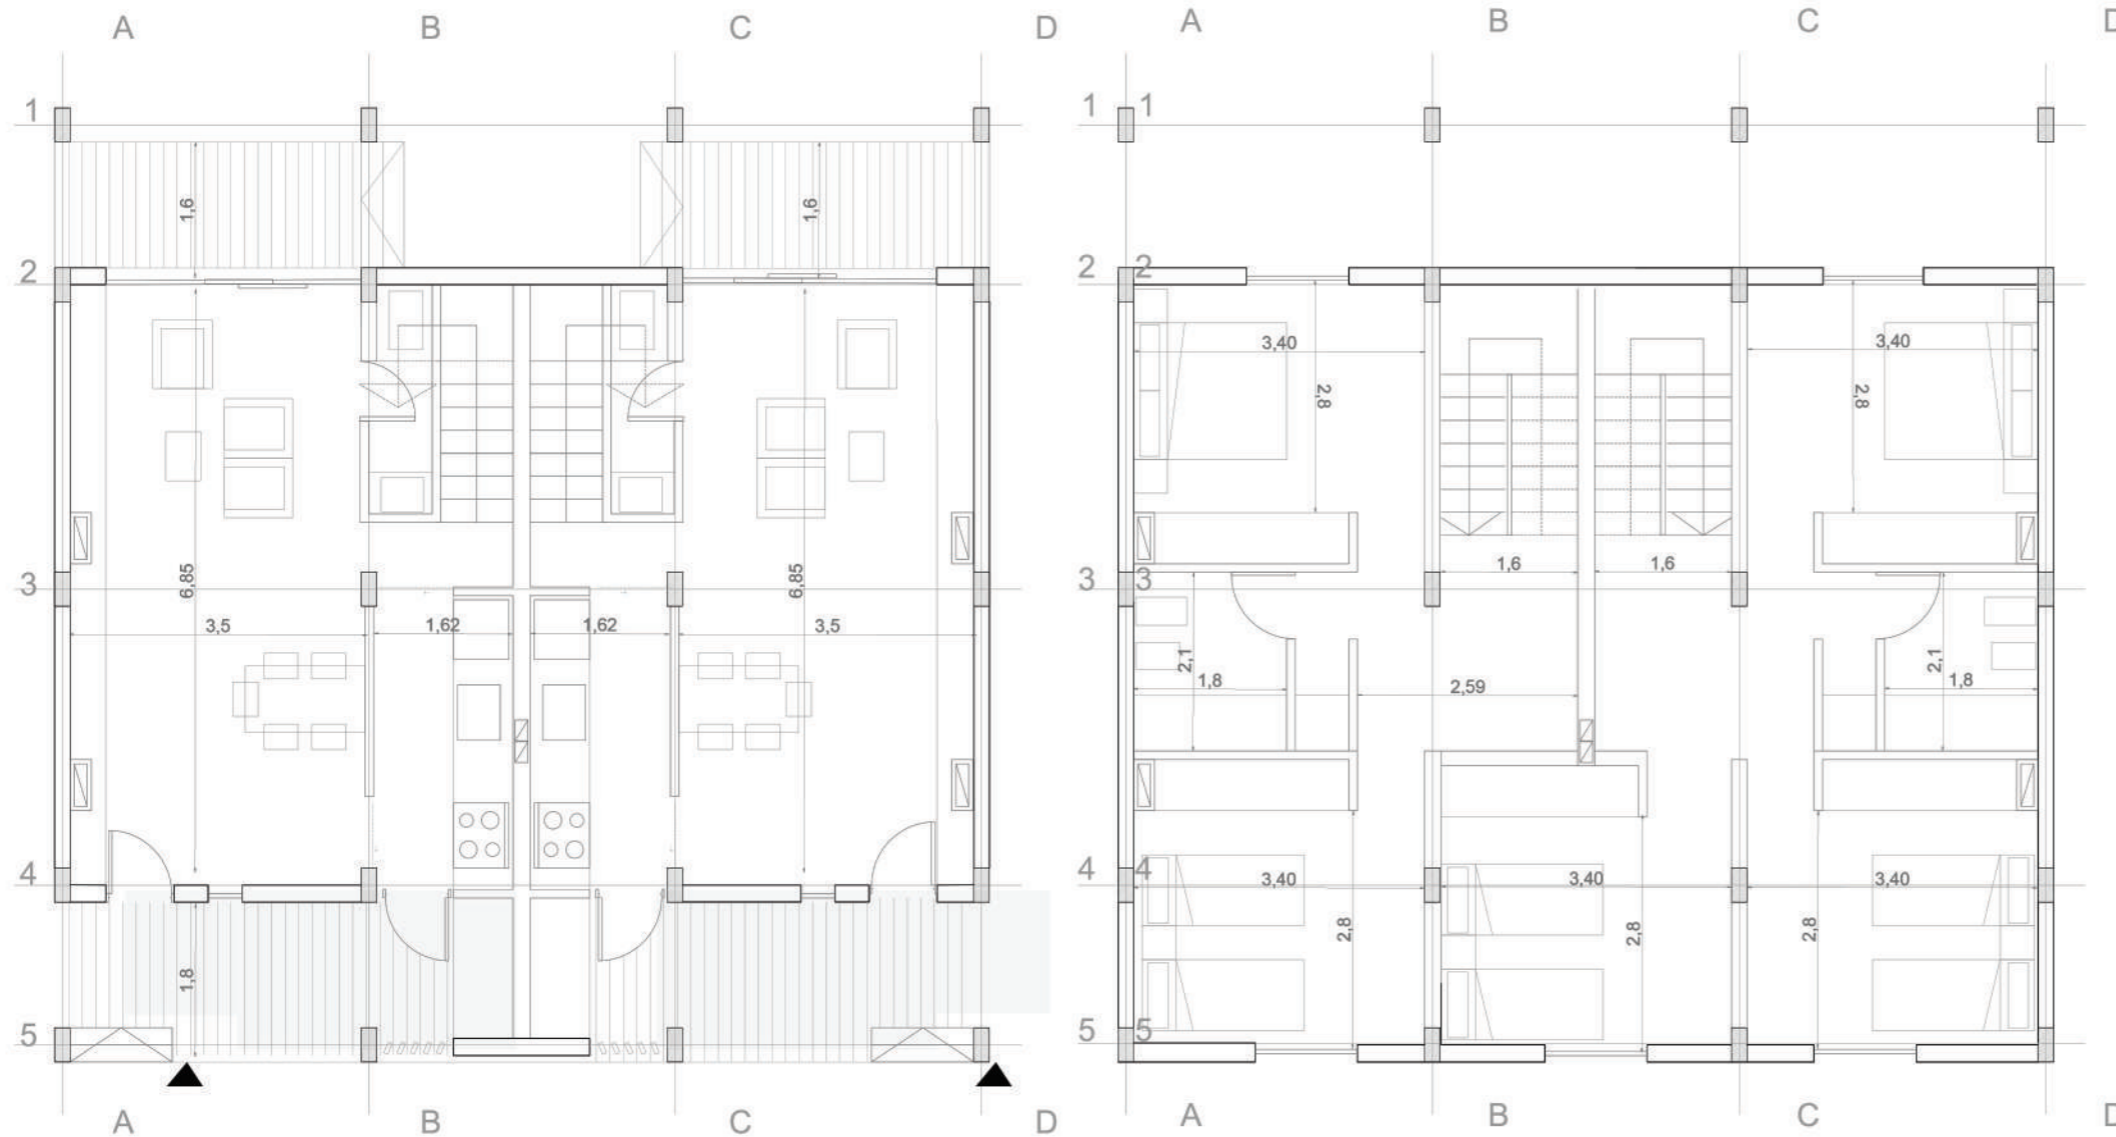 A B C D A B C D
1 1 1
1,6 1,6
2 2 2
3,40 3,40
2,8 2,8
3 6,85 6,85 3 3 1,6 1,6
3,5 1,62 1,62 3,5
2,1 1,8 2,59 2,1 1,8
4 4 4 3,40 3,40 3,40
2,8 2,8 2,8
1,8
5 5 5
A B C D A B C D